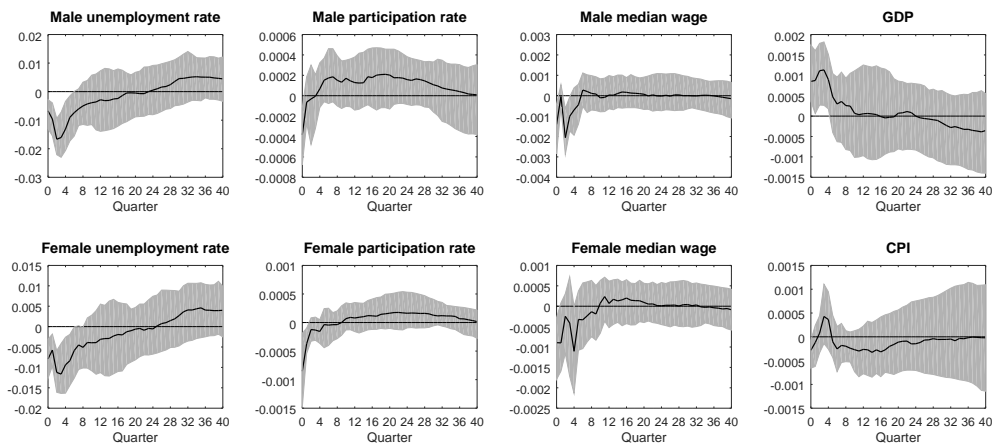 Male unemployment rate
0.02
0.01
0
-0.01
-0.02
-0.03
0 4 8 12 16 20 24 28 32 36 40
Quarter
Male participation rate
0.0006
0.0004
0.0002
0
-0.0002
-0.0004
-0.0006
-0.0008
0 4 8 12 16 20 24 28 32 36 40
Quarter
Male median wage
0.003
0.002
0.001
0
-0.001
-0.002
-0.003
-0.004
0 4 8 12 16 20 24 28 32 36 40
Quarter
GDP
0.002
0.0015
0.001
0.0005
0
-0.0005
-0.001
-0.0015
0 4 8 12 16 20 24 28 32 36 40
Quarter
Female unemployment rate
0.015
0.01
0.005
0
-0.005
-0.01
-0.015
-0.02
0 4 8 12 16 20 24 28 32 36 40
Quarter
Female participation rate
0.001
0.0005
0
-0.0005
-0.001
-0.0015
0 4 8 12 16 20 24 28 32 36 40
Quarter
Female median wage
0.001
0.0005
0
-0.0005
-0.001
-0.0015
-0.002
-0.0025
0 4 8 12 16 20 24 28 32 36 40
Quarter
CPI
0.0015
0.001
0.0005
0
-0.0005
-0.001
-0.0015
0 4 8 12 16 20 24 28 32 36 40
Quarter